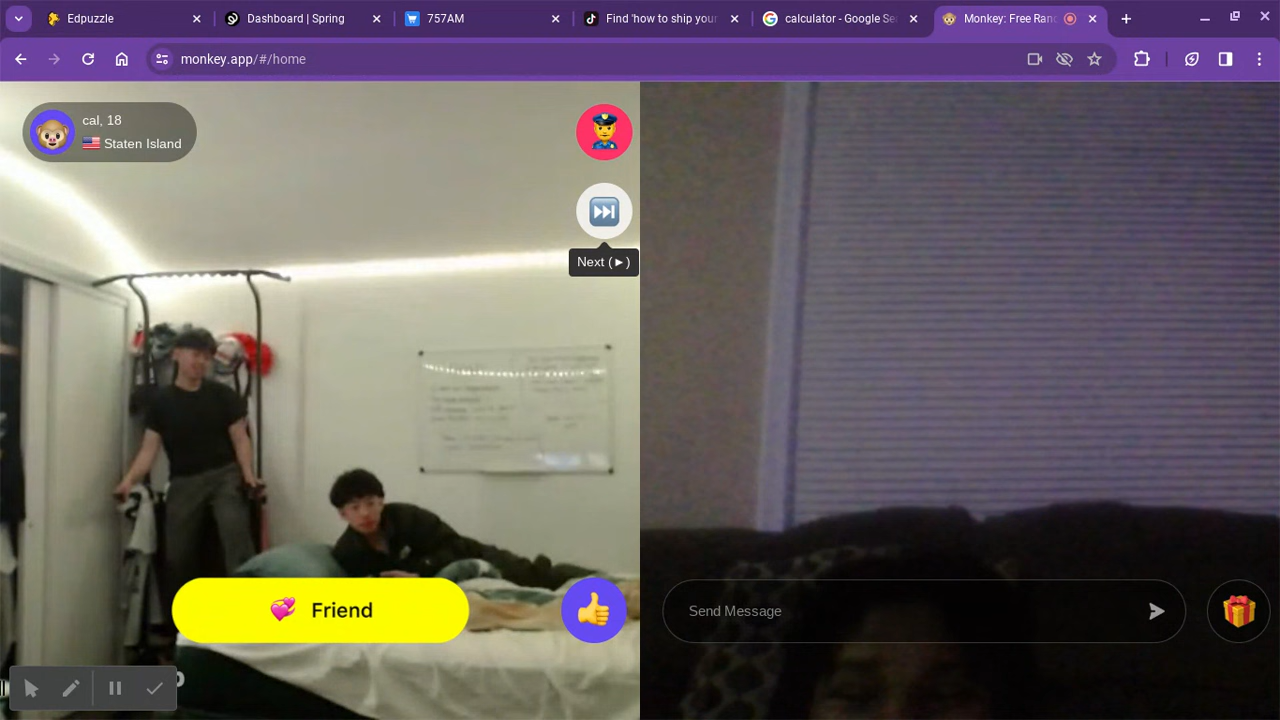 Edpuzzle
Dashboard | Spring
757AM
Find 'how to ship your
calculator - Google Se
Monkey: Free Ran
monkey.app/#/home
cal, 18
Staten Island
Next (►)
Friend
Send Message